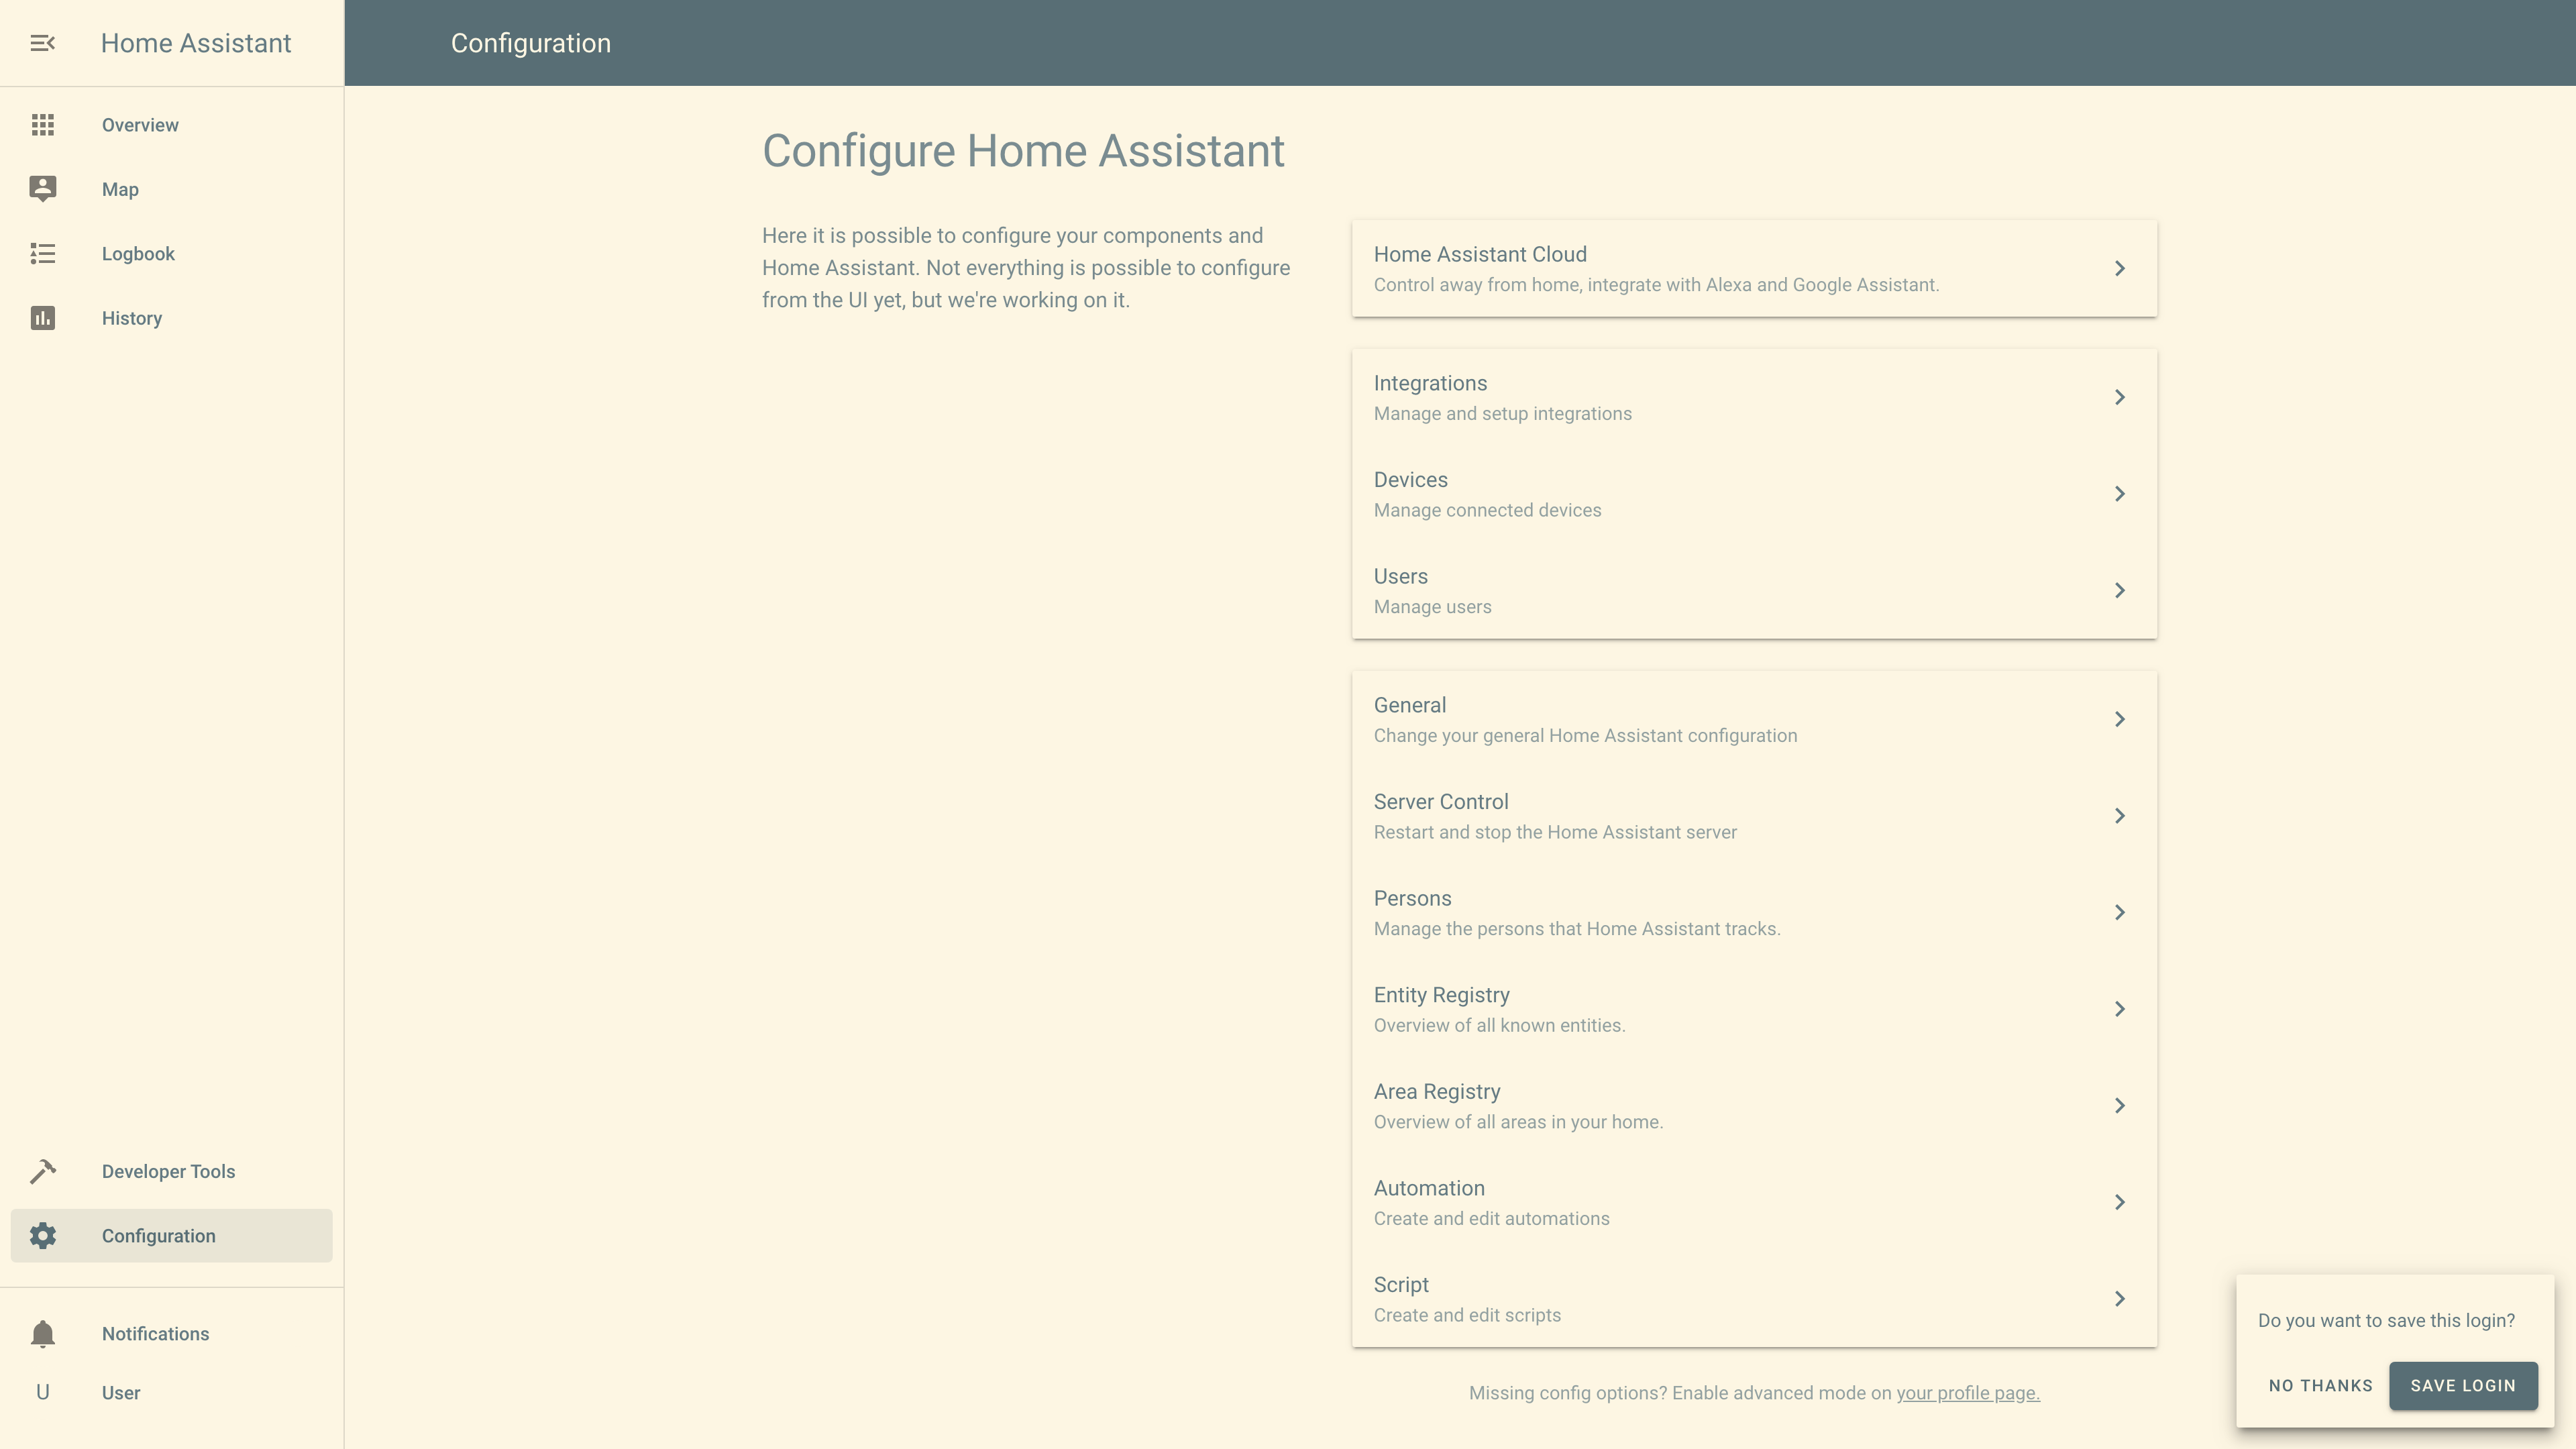 Home Assistant
Configuration
Overview
Map
Logbook
History
Developer Tools
Configuration
Notifications
U User
Configure Home Assistant
Here it is possible to configure your components and
Home Assistant. Not everything is possible to configure
from the UI yet, but we're working on it.
Home Assistant Cloud
Control away from home, integrate with Alexa and Google Assistant.
Integrations
Manage and setup integrations
Devices
Manage connected devices
Users
Manage users
General
Change your general Home Assistant configuration
Server Control
Restart and stop the Home Assistant server
Persons
Manage the persons that Home Assistant tracks.
Entity Registry
Overview of all known entities.
Area Registry
Overview of all areas in your home.
Automation
Create and edit automations
Script
Create and edit scripts
Missing config options? Enable advanced mode on your profile page.
Do you want to save this login?
NO THANKS SAVE LOGIN